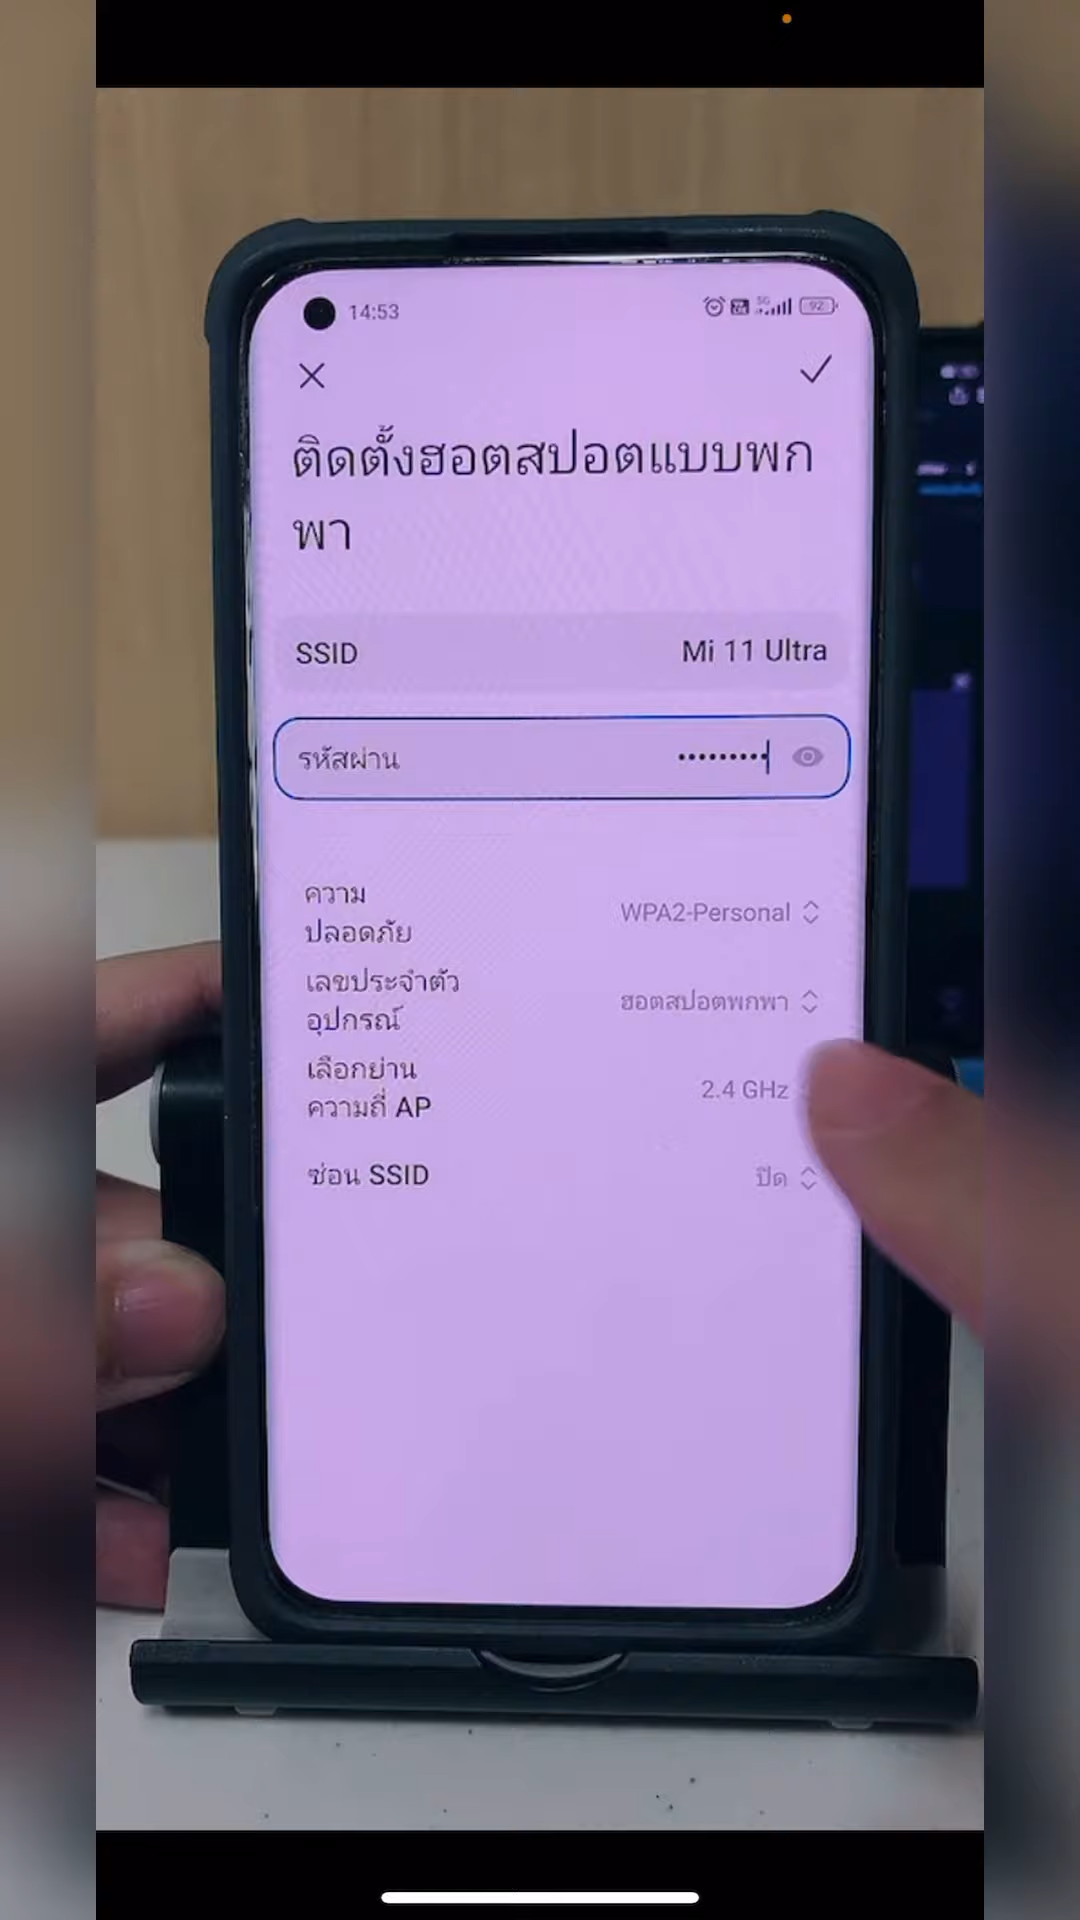 14:53
5G 92
ติดตั้งฮอตสปอตแบบพก
พา
SSID Mi 11 Ultra
รหัสผ่าน ••••••••••
ความ
ปลอดภัย WPA2-Personal
เลขประจำตัว
อุปกรณ์ ฮอตสปอตพกพา
เลือกย่าน
ความถี่ AP 2.4 GHz
ซ่อน SSID ปิด